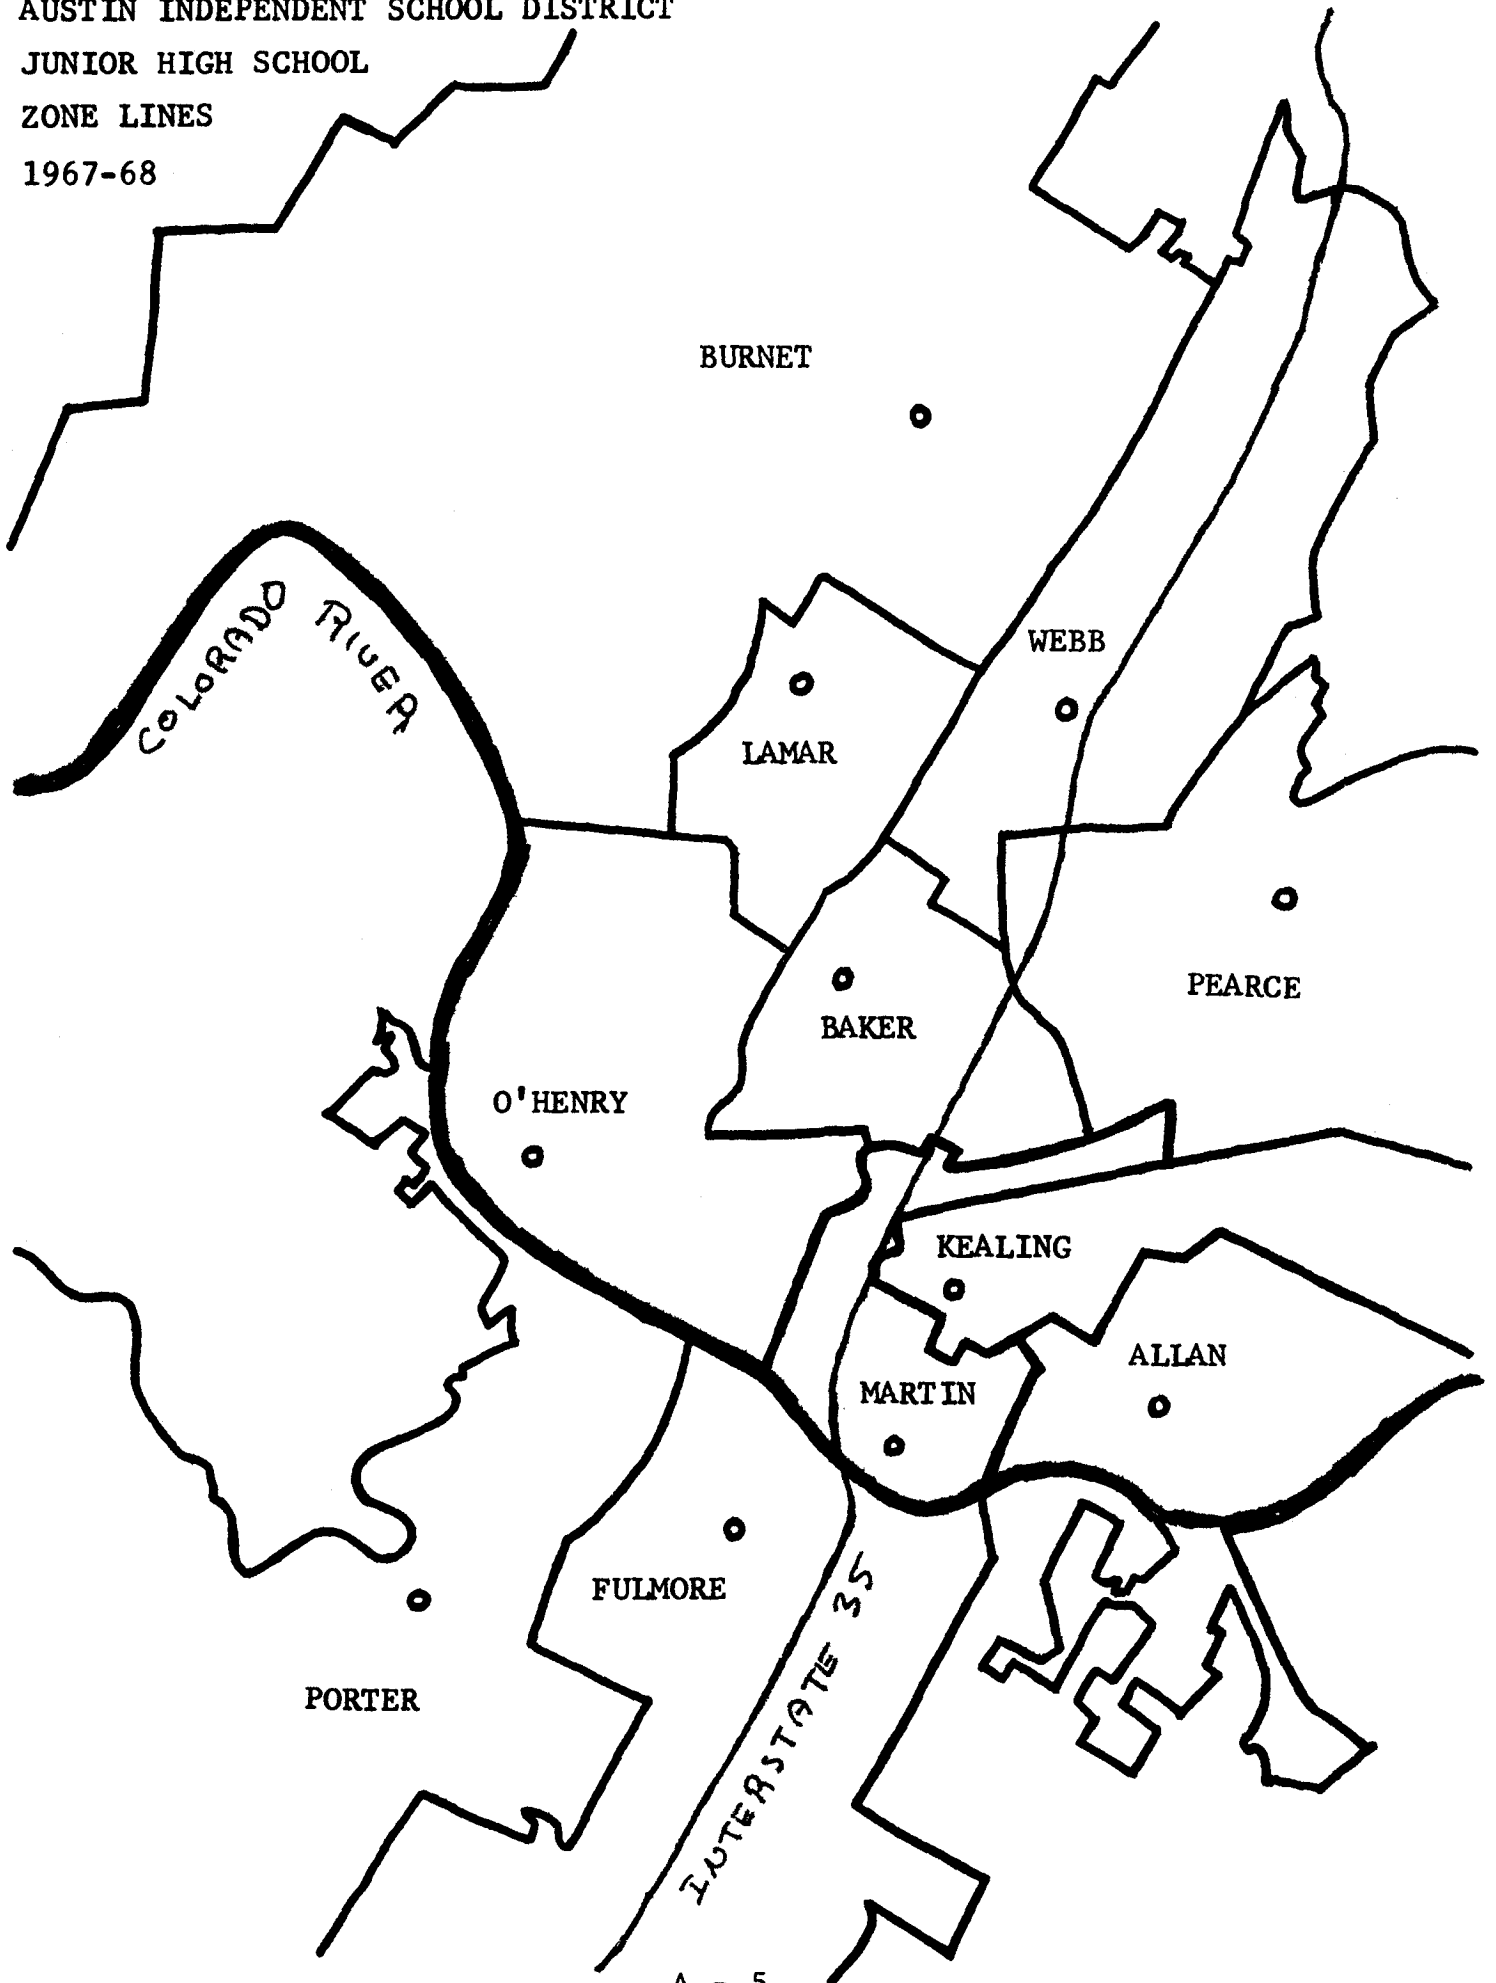 AUSTIN INDEPENDENT SCHOOL DISTRICT
JUNIOR HIGH SCHOOL
ZONE LINES
1967-68
BURNET
COLORADO RIVER
WEBB
LAMAR
PEARCE
BAKER
O'HENRY
KEALING
ALLAN
MARTIN
FULMORE
PORTER
INTERSTATE 35
A - 5